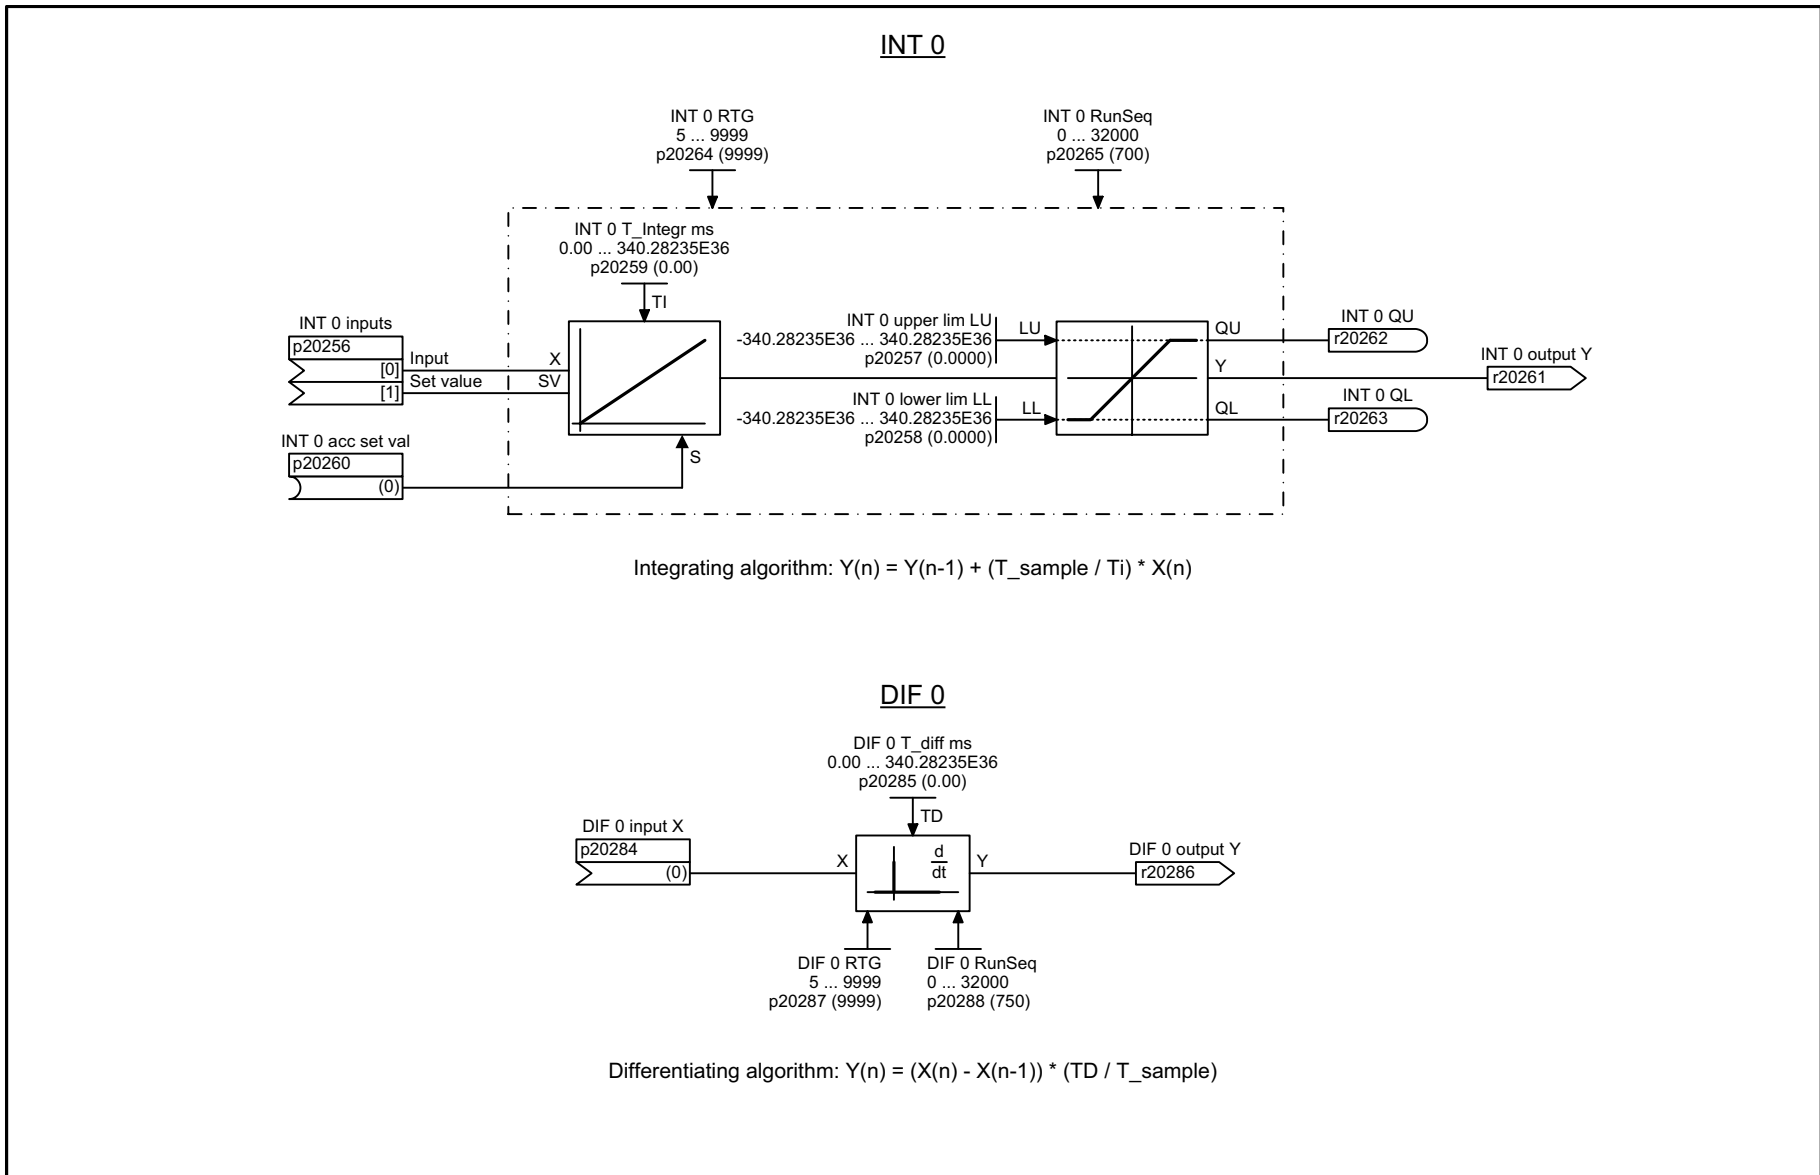 INT 0
INT 0 RTG
5 ... 9999
p20264 (9999)
INT 0 RunSeq
0 ... 32000
p20265 (700)
INT 0 T_Integr ms
0.00 ... 340.28235E36
p20259 (0.00)
TI
INT 0 inputs
p20256
[0]
[1]
Input
Set value
X
SV
INT 0 acc set val
p20260
(0)
S
INT 0 upper lim LU
-340.28235E36 ... 340.28235E36
p20257 (0.0000)
LU
INT 0 lower lim LL
-340.28235E36 ... 340.28235E36
p20258 (0.0000)
LL
QU
Y
QL
INT 0 QU
r20262
INT 0 output Y
r20261
INT 0 QL
r20263
Integrating algorithm: Y(n) = Y(n-1) + (T_sample / Ti) * X(n)
DIF 0
DIF 0 T_diff ms
0.00 ... 340.28235E36
p20285 (0.00)
TD
DIF 0 input X
p20284
(0)
X
d
dt
Y
DIF 0 output Y
r20286
DIF 0 RTG
5 ... 9999
p20287 (9999)
DIF 0 RunSeq
0 ... 32000
p20288 (750)
Differentiating algorithm: Y(n) = (X(n) - X(n-1)) * (TD / T_sample)